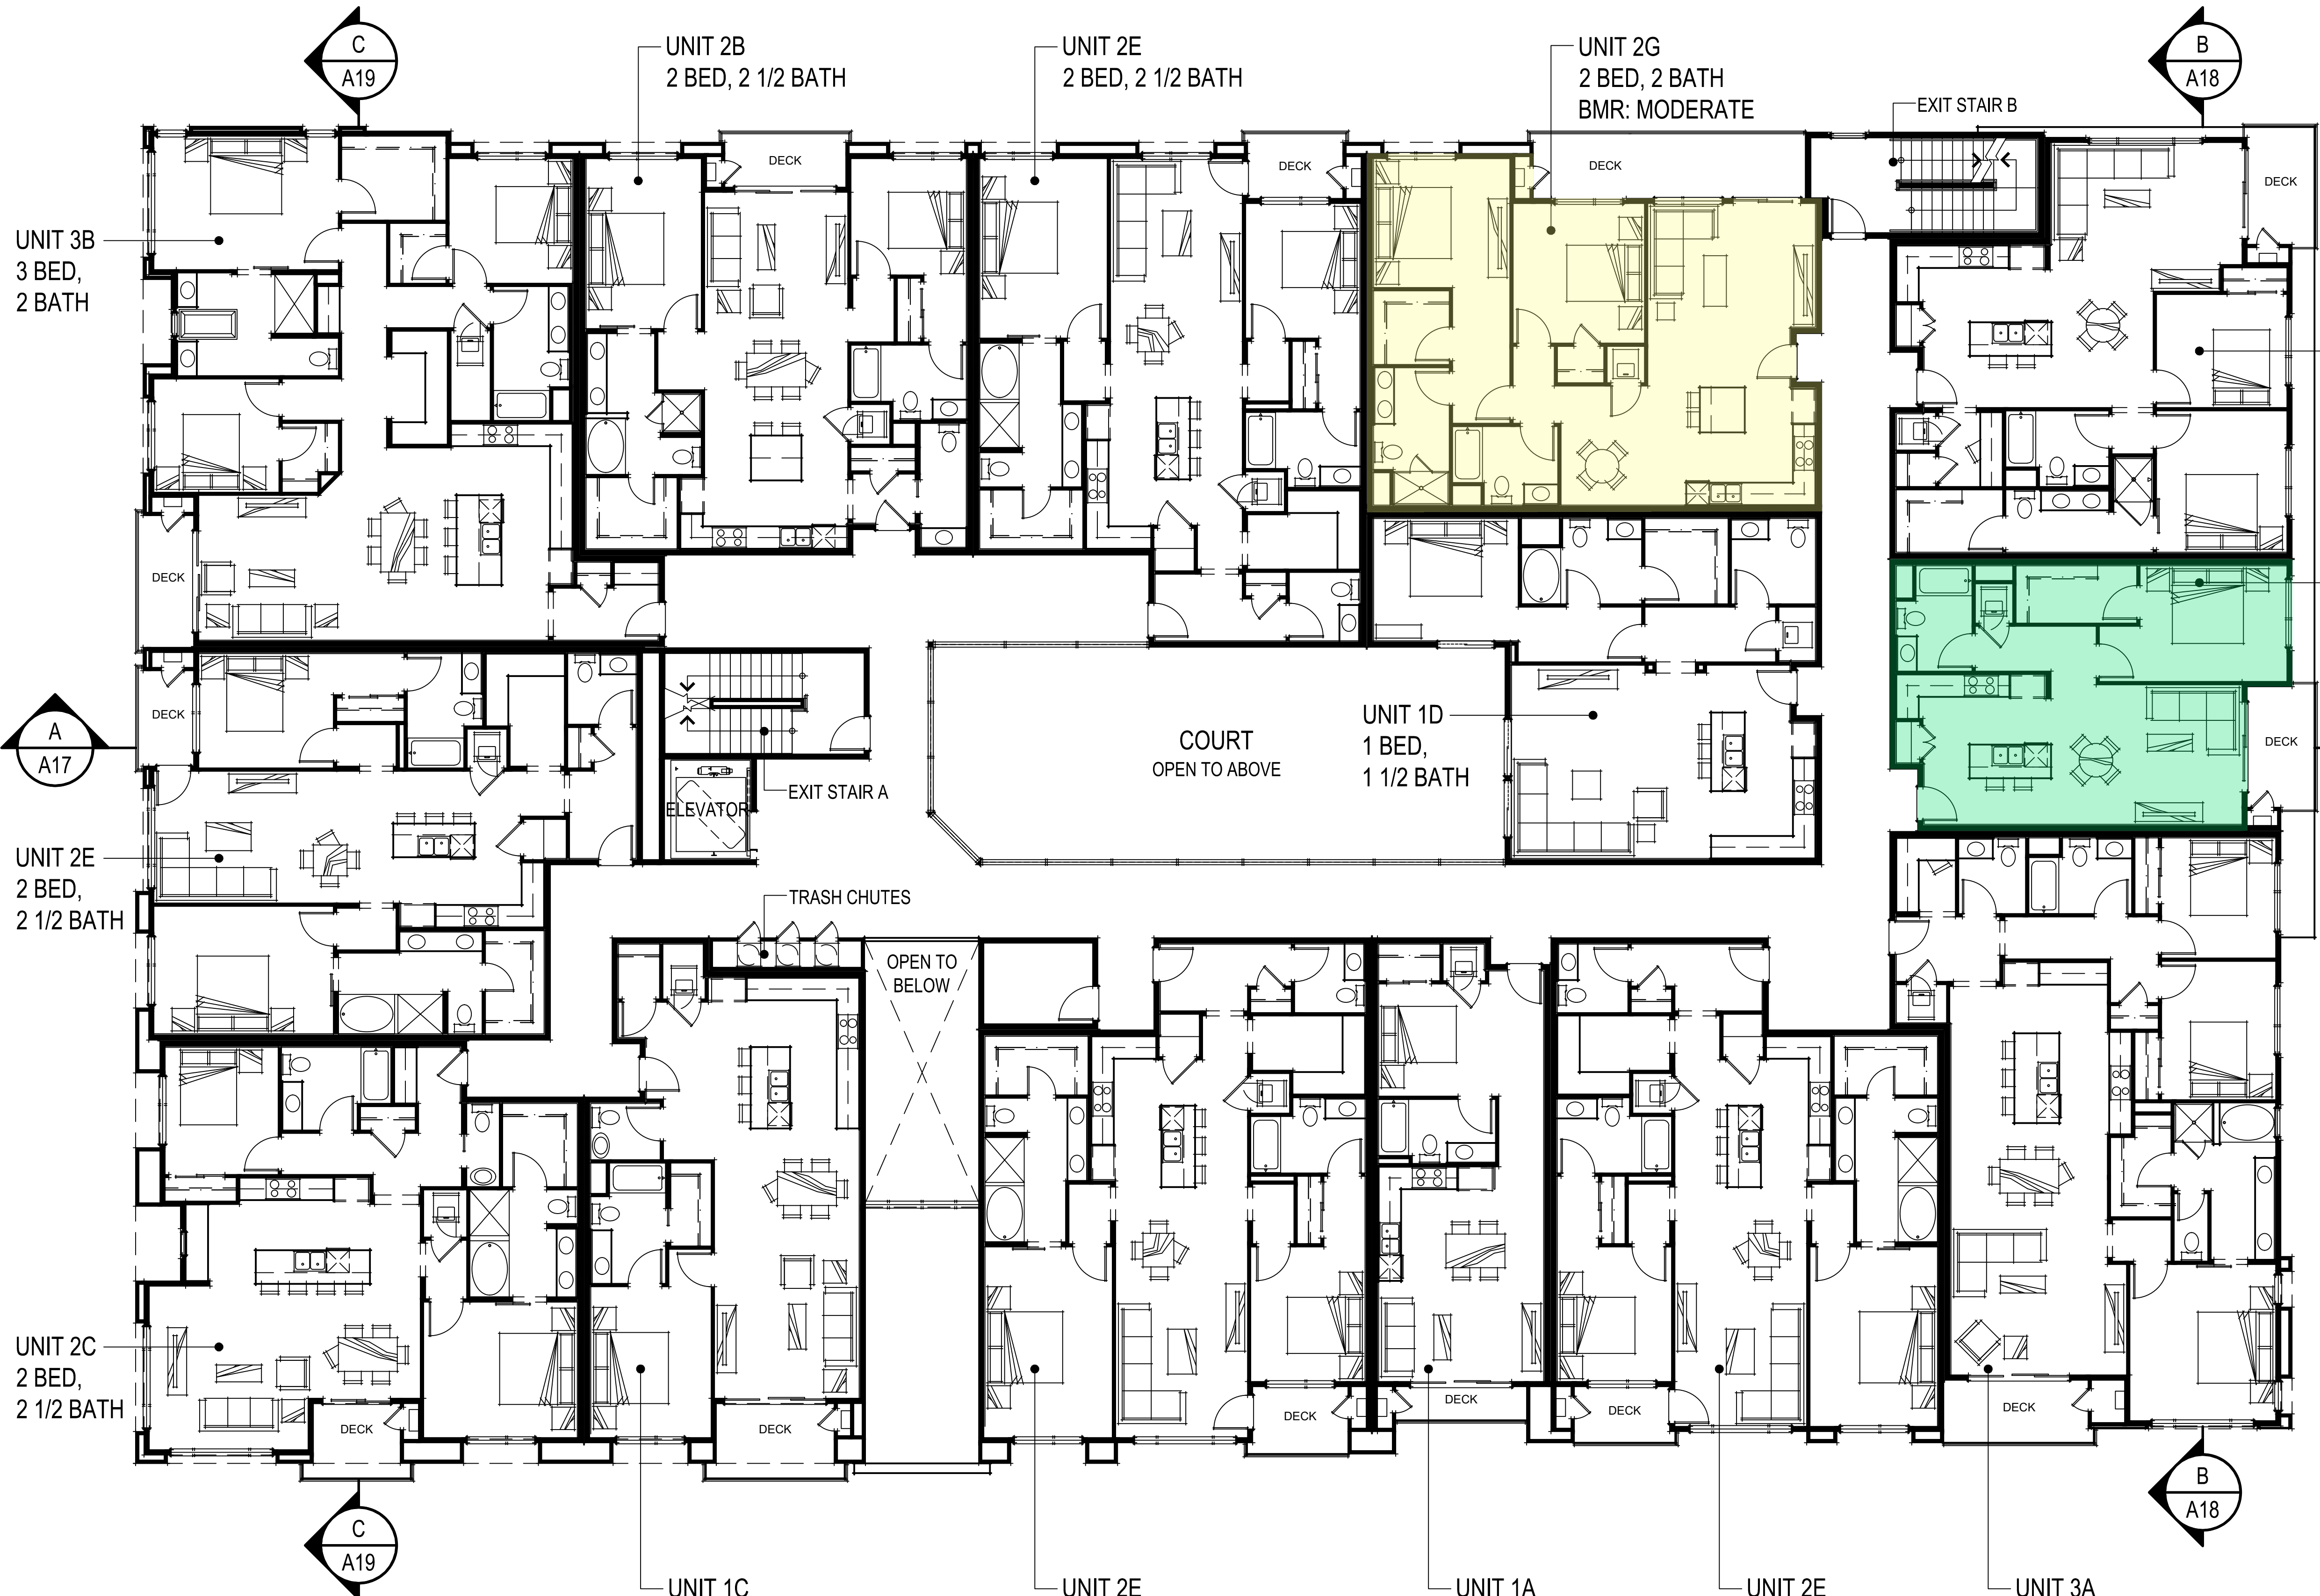 C
A19
UNIT 2B
2 BED, 2 1/2 BATH
UNIT 2E
2 BED, 2 1/2 BATH
UNIT 2G
2 BED, 2 BATH
BMR: MODERATE
B
A18
EXIT STAIR B
DECK
DECK
DECK
DECK
UNIT 3B
3 BED,
2 BATH
DECK
DECK
A
A17
COURT
OPEN TO ABOVE
UNIT 1D
1 BED,
1 1/2 BATH
DECK
EXIT STAIR A
ELEVATOR
UNIT 2E
2 BED,
2 1/2 BATH
TRASH CHUTES
OPEN TO
BELOW
UNIT 2C
2 BED,
2 1/2 BATH
DECK
DECK
DECK
DECK
DECK
DECK
C
A19
B
A18
UNIT 1C
UNIT 2E
UNIT 1A
UNIT 2E
UNIT 3A